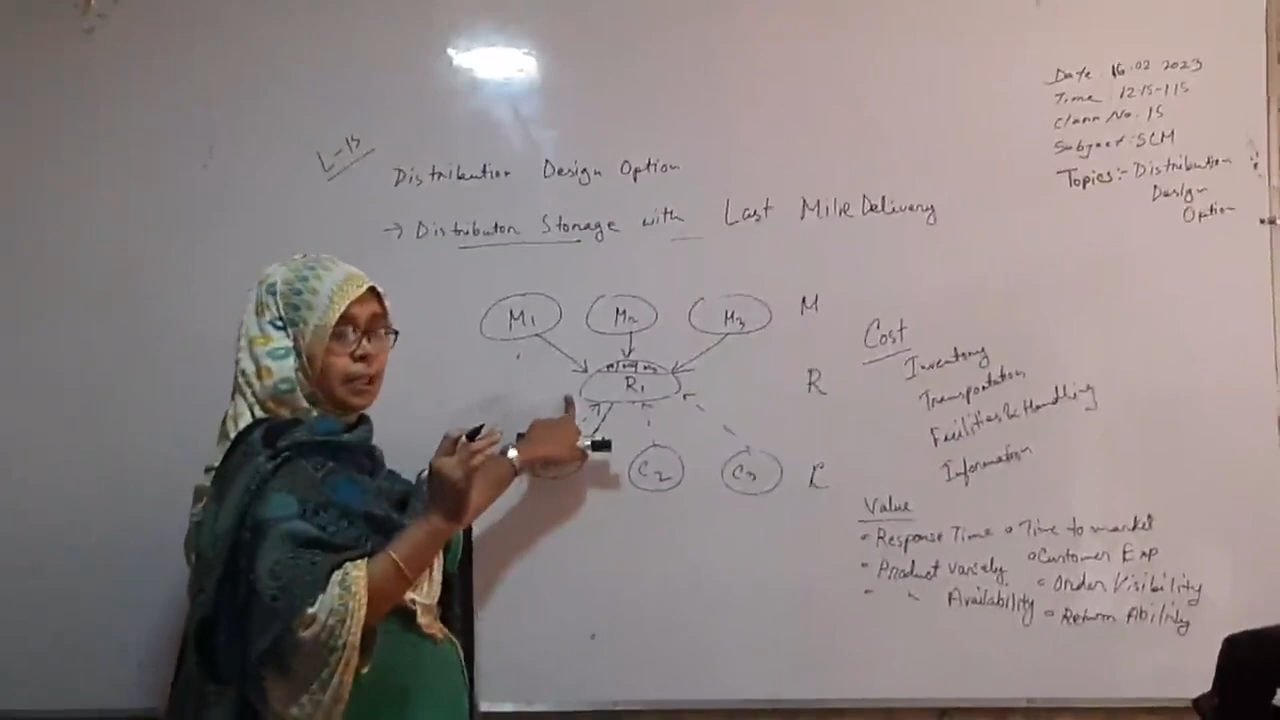 L-15
Distribution Design Option
→ Distributon Storage with Last Mile Delivery
M1 M2 M3 M
R1 R
C2 C3 C
Cost
Inventory
Transportation
Facilities & Handling
Information
Value
• Response Time • Time to market
• Product variety • Customer Exp
• " Availability • Order Visibility
• Return Ability
Date 16.02 2023
Time 12.15-1.15
Class No. 15
Subject: SCM
Topics:- Distribution
Design
Option